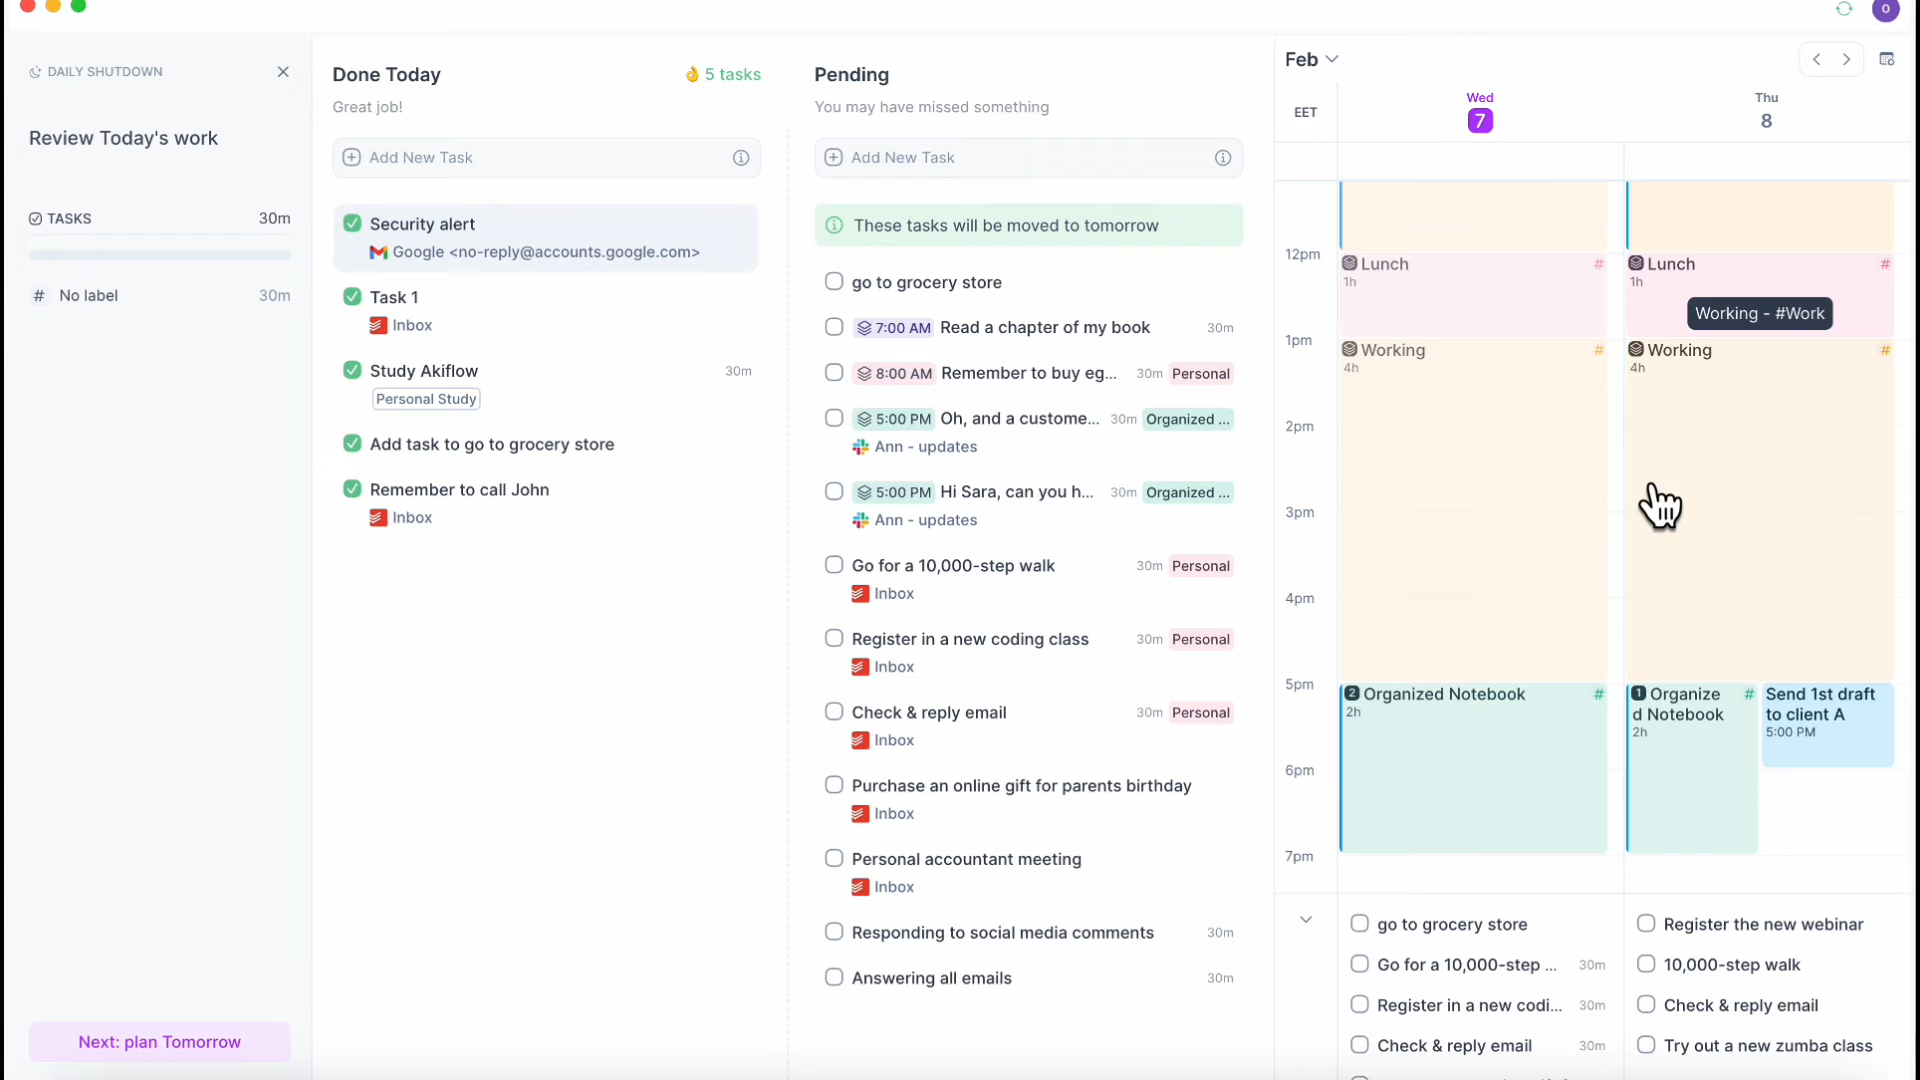 DAILY SHUTDOWN
Review Today's work
TASKS 30m
# No label 30m
Next: plan Tomorrow
Done Today 👌 5 tasks
Great job!
Add New Task
Security alert
Google <no-reply@accounts.google.com>
Task 1
Inbox
Study Akiflow 30m
Personal Study
Add task to go to grocery store
Remember to call John
Inbox
Pending
You may have missed something
Add New Task
These tasks will be moved to tomorrow
go to grocery store
7:00 AM Read a chapter of my book 30m
8:00 AM Remember to buy eg... 30m Personal
5:00 PM Oh, and a custome... 30m Organized ...
Ann - updates
5:00 PM Hi Sara, can you h... 30m Organized ...
Ann - updates
Go for a 10,000-step walk 30m Personal
Inbox
Register in a new coding class 30m Personal
Inbox
Check & reply email 30m Personal
Inbox
Purchase an online gift for parents birthday
Inbox
Personal accountant meeting
Inbox
Responding to social media comments 30m
Answering all emails 30m
O
Feb
EET
Wed
7
Thu
8
12pm
1pm
2pm
3pm
4pm
5pm
6pm
7pm
Lunch #
1h
Working #
4h
2 Organized Notebook #
2h
Lunch #
1h
Working - #Work
Working #
4h
1 Organize #
d Notebook
2h
Send 1st draft
to client A
5:00 PM
go to grocery store
Go for a 10,000-step ... 30m
Register in a new codi... 30m
Check & reply email 30m
Register the new webinar
10,000-step walk
Check & reply email
Try out a new zumba class